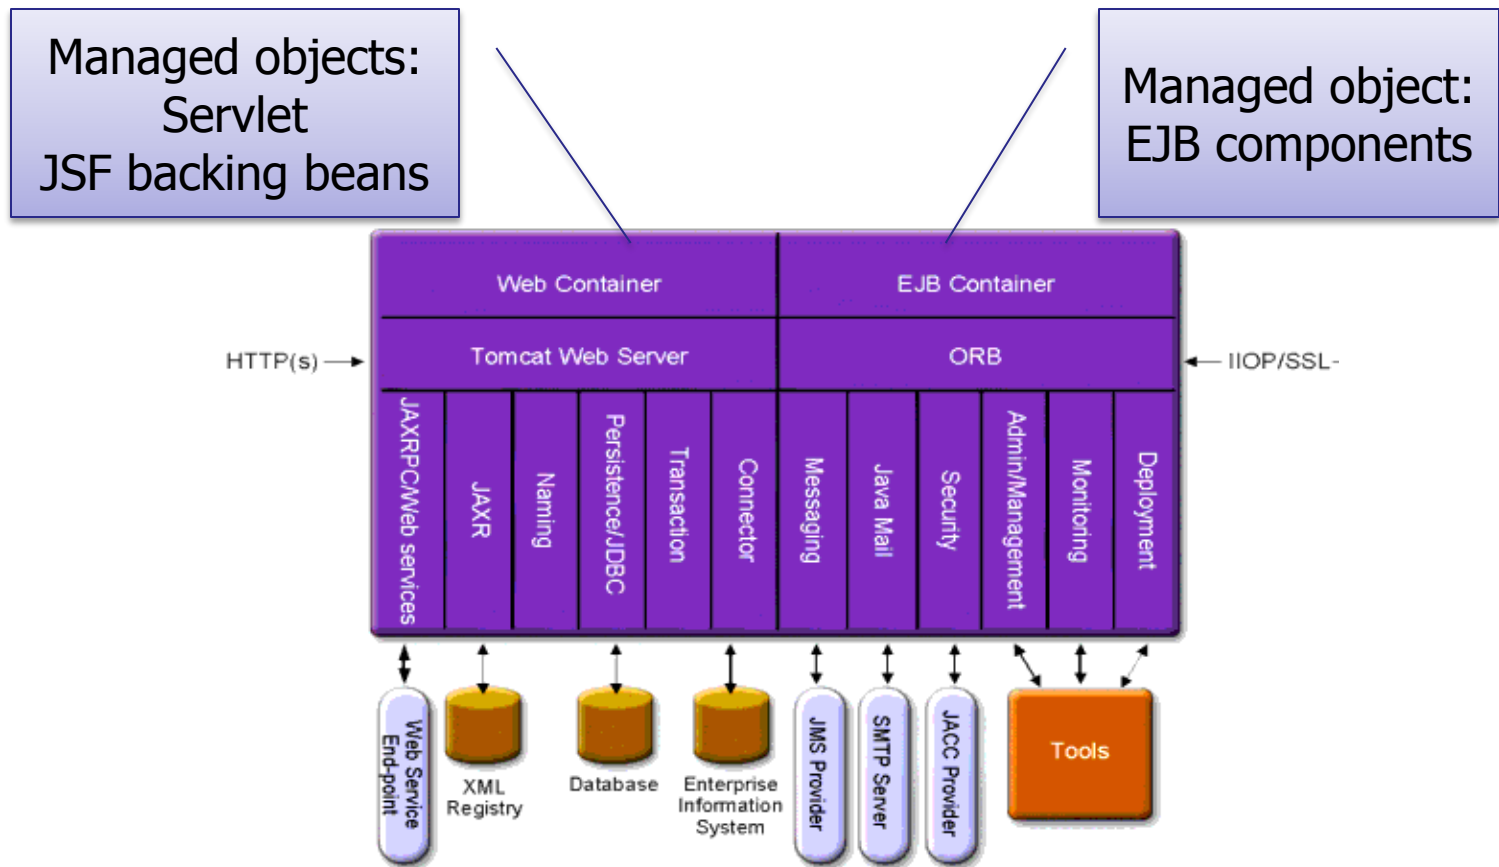 Managed objects:
Servlet
JSF backing beans
Managed object:
EJB components
Web Container
EJB Container
HTTP(s)
Tomcat Web Server
ORB
IIOP/SSL-
JAXRPC/Web services
JAXR
Naming
Persistence/JDBC
Transaction
Connector
Messaging
Java Mail
Security
Admin/Management
Monitoring
Deployment
Web Service
End-point
XML
Registry
Database
Enterprise
Information
System
JMS Provider
SMTP Server
JACC Provider
Tools